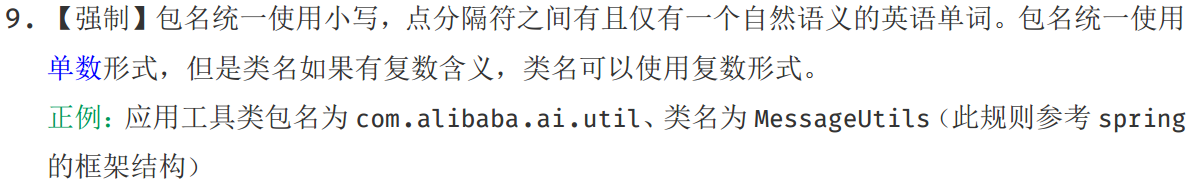 9. 【强制】包名统一使用小写，点分隔符之间有且仅有一个自然语义的英语单词。包名统一使用
单数形式，但是类名如果有复数含义，类名可以使用复数形式。
正例：应用工具类包名为 com.alibaba.ai.util、类名为 MessageUtils（此规则参考 spring
的框架结构）